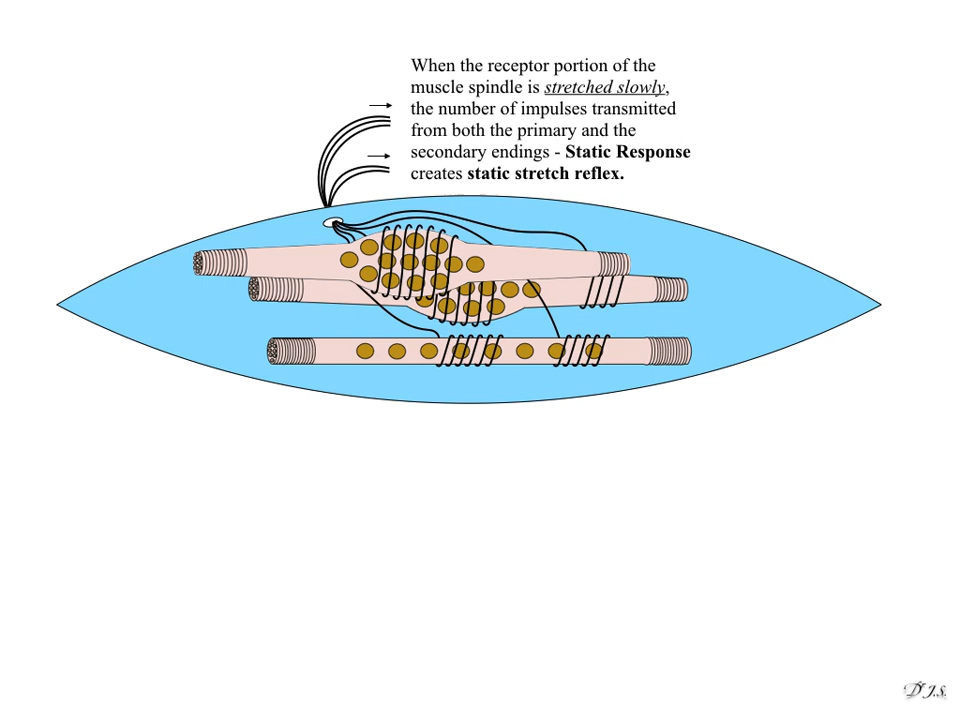 When the receptor portion of the
muscle spindle is stretched slowly,
the number of impulses transmitted
from both the primary and the
secondary endings - Static Response
creates static stretch reflex.
Dr J.S.